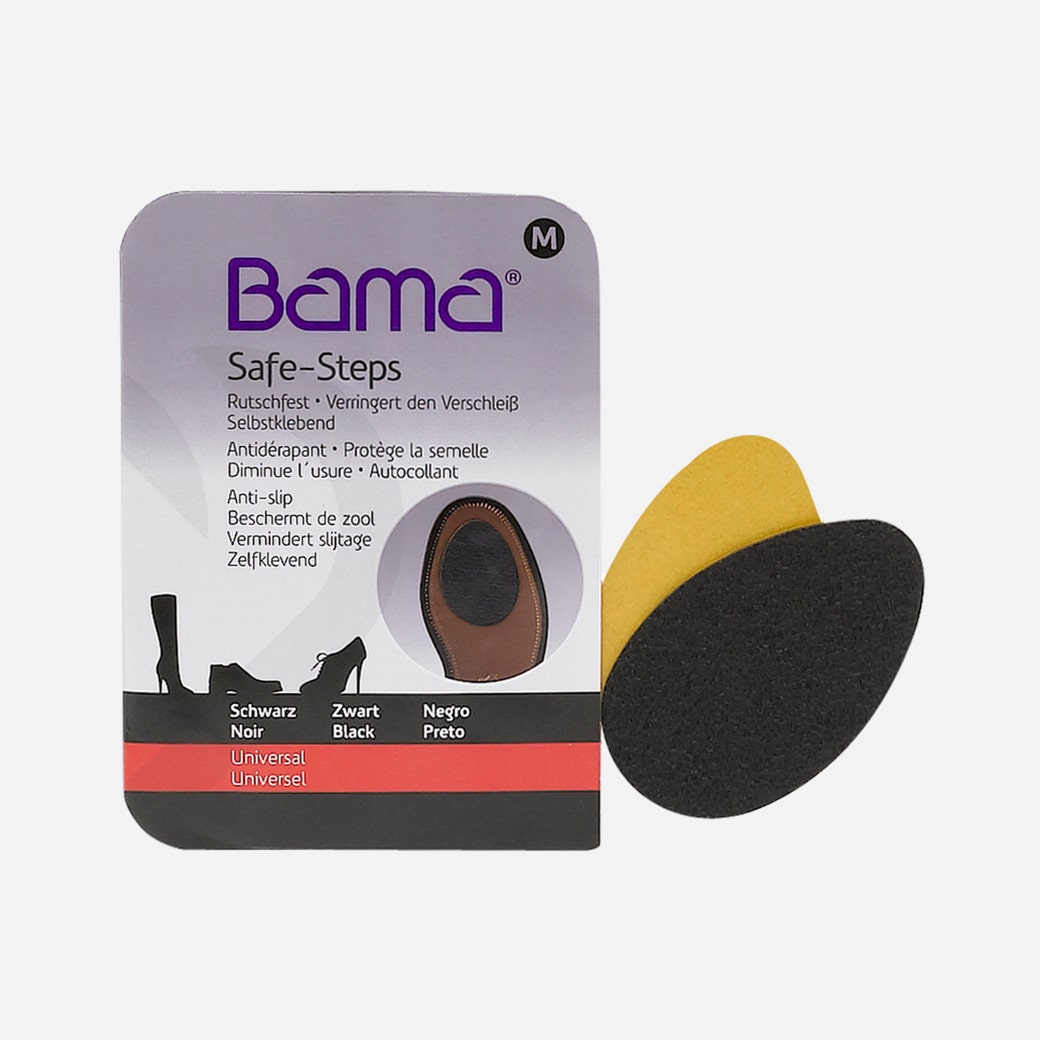 M
Bama®
Safe-Steps
Rutschfest • Verringert den Verschleiß
Selbstklebend
Antidérapant • Protège la semelle
Diminue l´usure • Autocollant
Anti-slip
Beschermt de zool
Vermindert slijtage
Zelfklevend
Schwarz Zwart Negro
Noir Black Preto
Universal
Universel